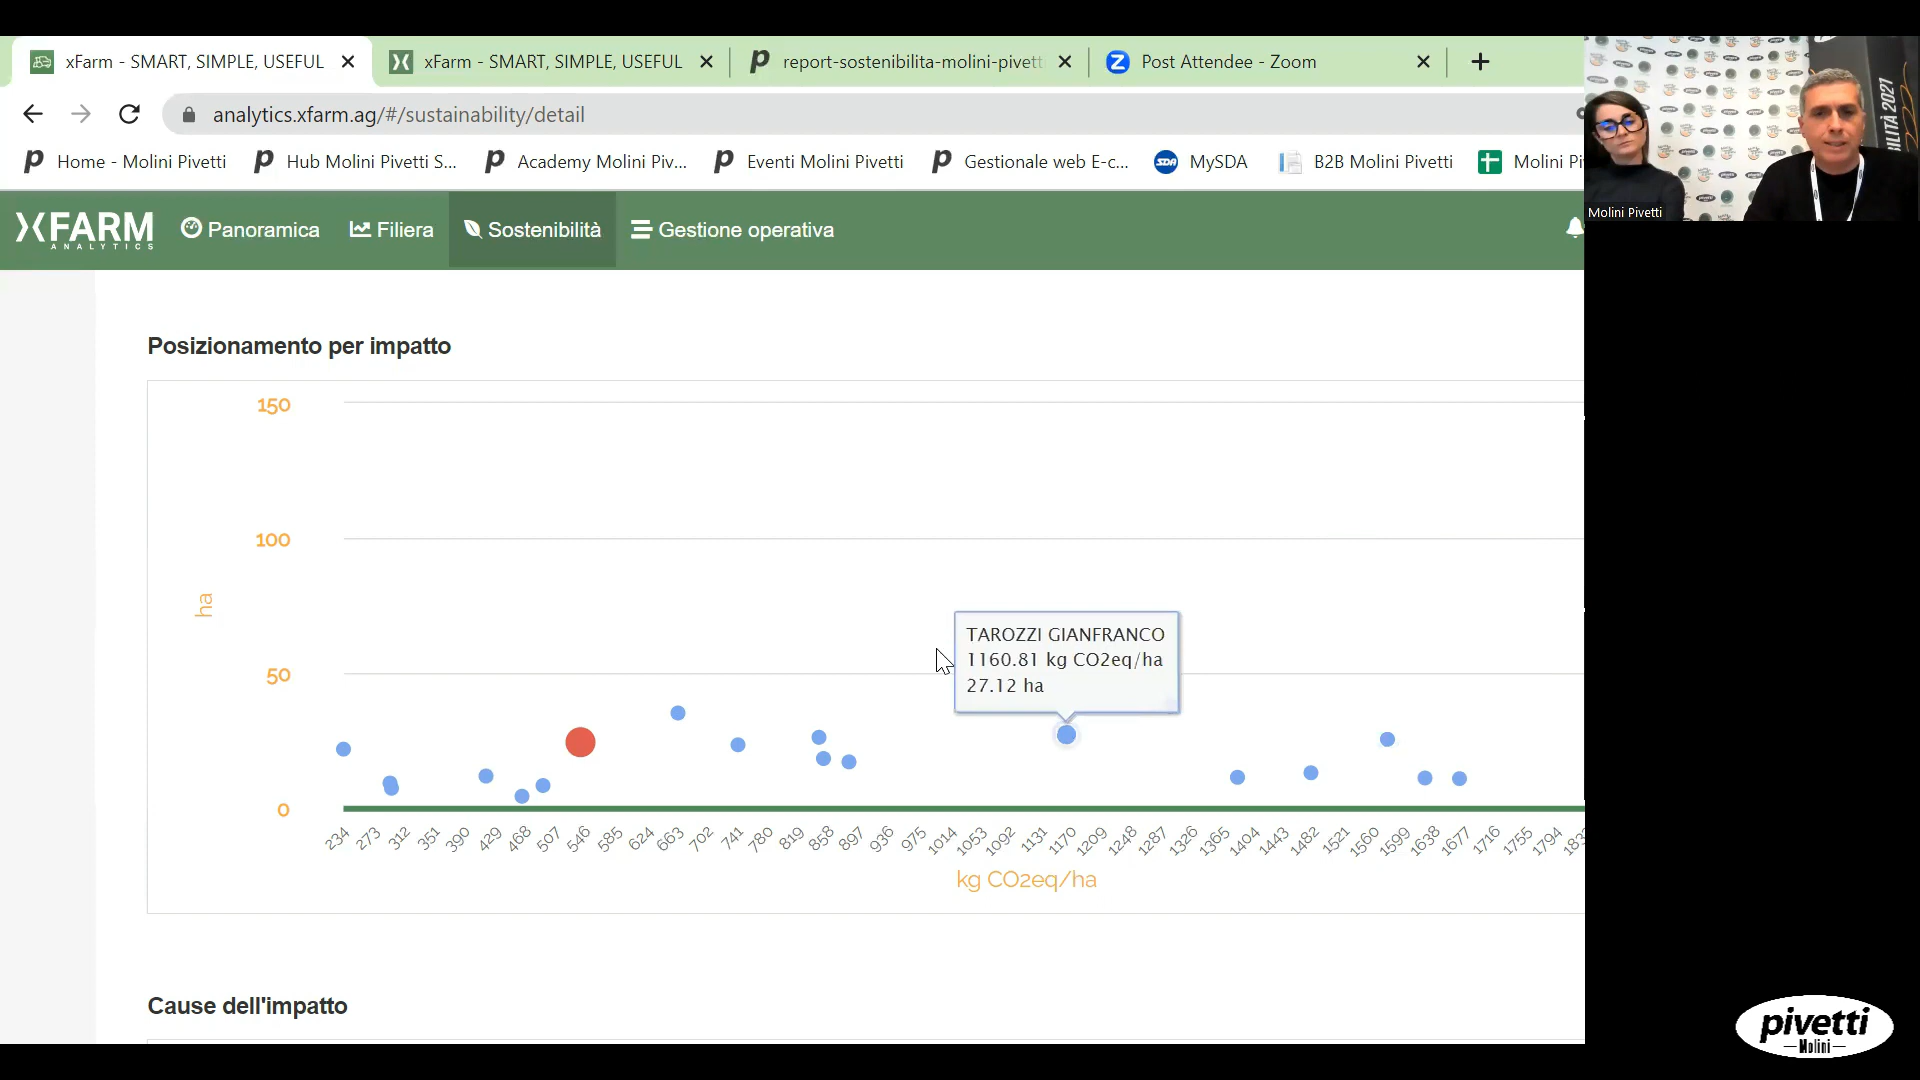 xFarm - SMART, SIMPLE, USEFUL
xFarm - SMART, SIMPLE, USEFUL
report-sostenibilita-molini-pivett
Post Attendee - Zoom
analytics.xfarm.ag/#/sustainability/detail
Home - Molini Pivetti
Hub Molini Pivetti S...
Academy Molini Piv...
Eventi Molini Pivetti
Gestionale web E-c...
MySDA
B2B Molini Pivetti
Molini Pi
XFARM
ANALYTICS
Panoramica
Filiera
Sostenibilità
Gestione operativa
BILITÀ 2021
Molini Pivetti
Posizionamento per impatto
150
100
50
0
ha
TAROZZI GIANFRANCO
1160.81 kg CO2eq/ha
27.12 ha
234 273 312 351 390 429 468 507 546 585 624 663 702 741 780 819 858 897 936 975 1014 1053 1092 1131 1170 1209 1248 1287 1326 1365 1404 1443 1482 1521 1560 1599 1638 1677 1716 1755 1794 183
kg CO2eq/ha
Cause dell'impatto
pivetti
Molini